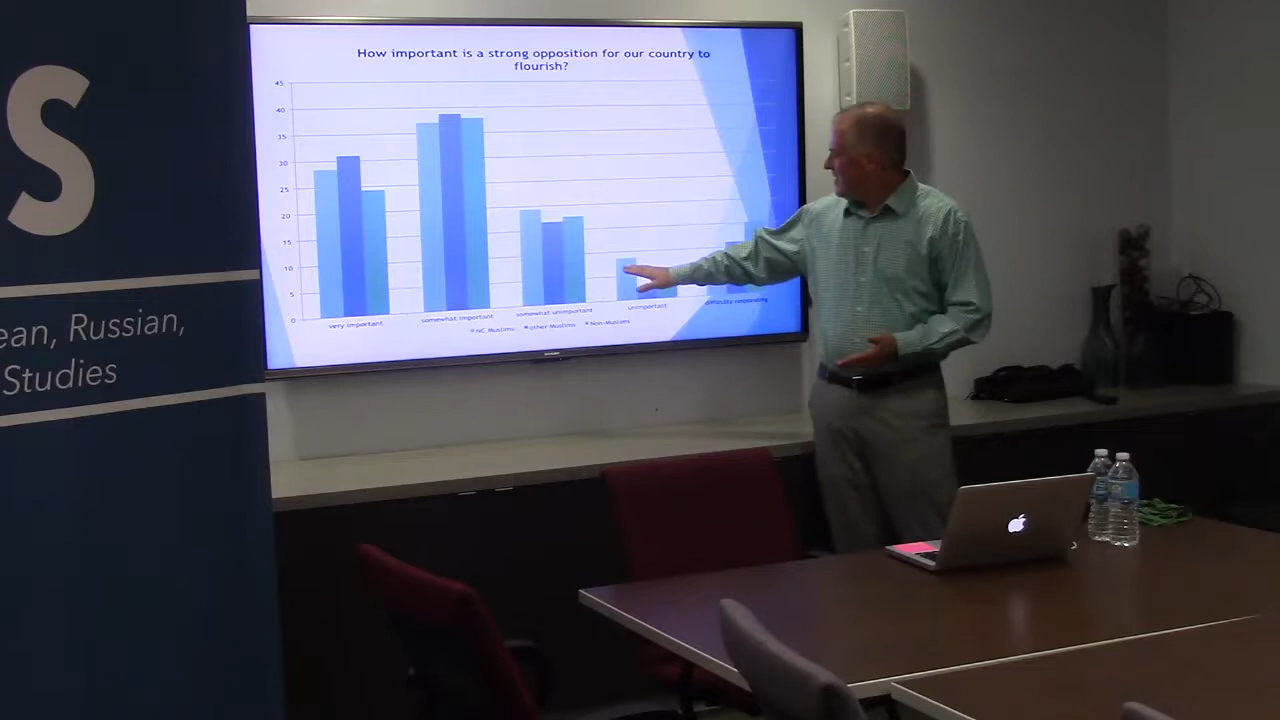 S
ean, Russian,
Studies
How important is a strong opposition for our country to
flourish?
45
40
35
30
25
20
15
10
5
0
very important
somewhat important
somewhat unimportant
unimportant
difficulty responding
NC Muslims
other Muslims
Non-Muslims